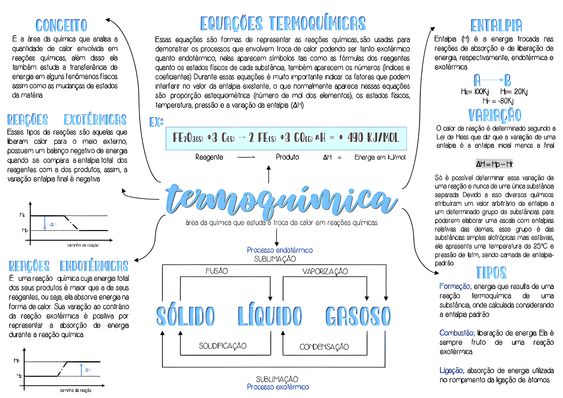 CONCEITO
É a área da química que analisa a
quantidade de calor envolvida em
reações químicas, além disso ela
também estuda a transferência de
energia em alguns fenômenos físicos
assim como as mudanças de estados
da matéria
REAÇÕES EXOTÉRMICAS
Esses tipos de reações são aquelas que
liberam calor para o meio externo,
possuem um balanço negativo de energia
quando se compara a entalpia total dos
reagentes com a dos produtos, assim, a
variação entalpia final é negativa
Hr
Hp
caminho da reação
REAÇÕES ENDOTÉRMICAS
É uma reação química cuja energia total
dos seus produtos é maior que a de seus
reagentes, ou seja, ela absorve energia na
forma de calor. Sua variação ao contrário
da reação exotérmica é positiva por
representar a absorção de energia
durante a reação química
Hp
Hr
caminho da reação
EQUAÇÕES TERMOQUÍMICAS
Essas equações são formas de representar as reações químicas, são usadas para
demonstrar os processos que envolvem troca de calor podendo ser tanto exotérmico
quanto endotérmico, nelas aparecem símbolos tais como as fórmulas dos reagentes
quanto os estados físicos de cada substância, também aparecem os números (índices e
coeficientes) Durante essas equações é muito importante indicar os fatores que podem
interferir no valor da entalpia existente, o que normalmente aparece nessas equações
são: proporção estequiométrica (número de mol dos elementos), os estados físicos,
temperatura, pressão e a variação da entalpia (ΔH)
EX:
FE2O3(S) +3 C(S) → 2 FE(S) +3 CO(G) ΔH = + 490 KJ/MOL
Reagente → Produto ΔH = Energia em KJ/mol
termoquímica
área da química que estuda a troca de calor em reações químicas
Processo endotérmico
SUBLIMAÇÃO
FUSÃO VAPORIZAÇÃO
SÓLIDO LÍQUIDO GASOSO
SOLIDIFICAÇÃO CONDENSAÇÃO
SUBLIMAÇÃO
Processo exotérmico
ENTALPIA
Entalpia (H) é a energia trocada nas
reações de absorção e de liberação de
energia, respectivamente, endotérmica e
exotérmica
A → B
HR= 100Kj HP= 20Kj
HF = -80Kj
VARIAÇÃO
O calor da reação é determinado segundo a
Lei de Hess que diz que a variação de uma
entalpia é a entalpia inicial menos a final
ΔH = Hp – Hr
Só é possível determinar essa variação de
uma reação e nunca de uma única substância
separada Devido a isso diversos químicos
atribuíram um valor arbitrário de entalpia a
um determinado grupo de substâncias para
poderem elaborar uma escala com entalpias
relativas das demais, esse grupo é das
substâncias simples alotrópicas mais estáveis,
ele apresenta uma temperatura de 25°C e
pressão de 1atm, sendo camada de entalpia-
padrão
TIPOS
Formação, energia que resulta de uma
reação termoquímica de uma
substância, onde calculada considerando
a entalpia padrão
Combustão; liberação de energia Ela é
sempre fruto de uma reação
exotérmica
Ligação, absorção de energia utilizada
no rompimento da ligação de átomos